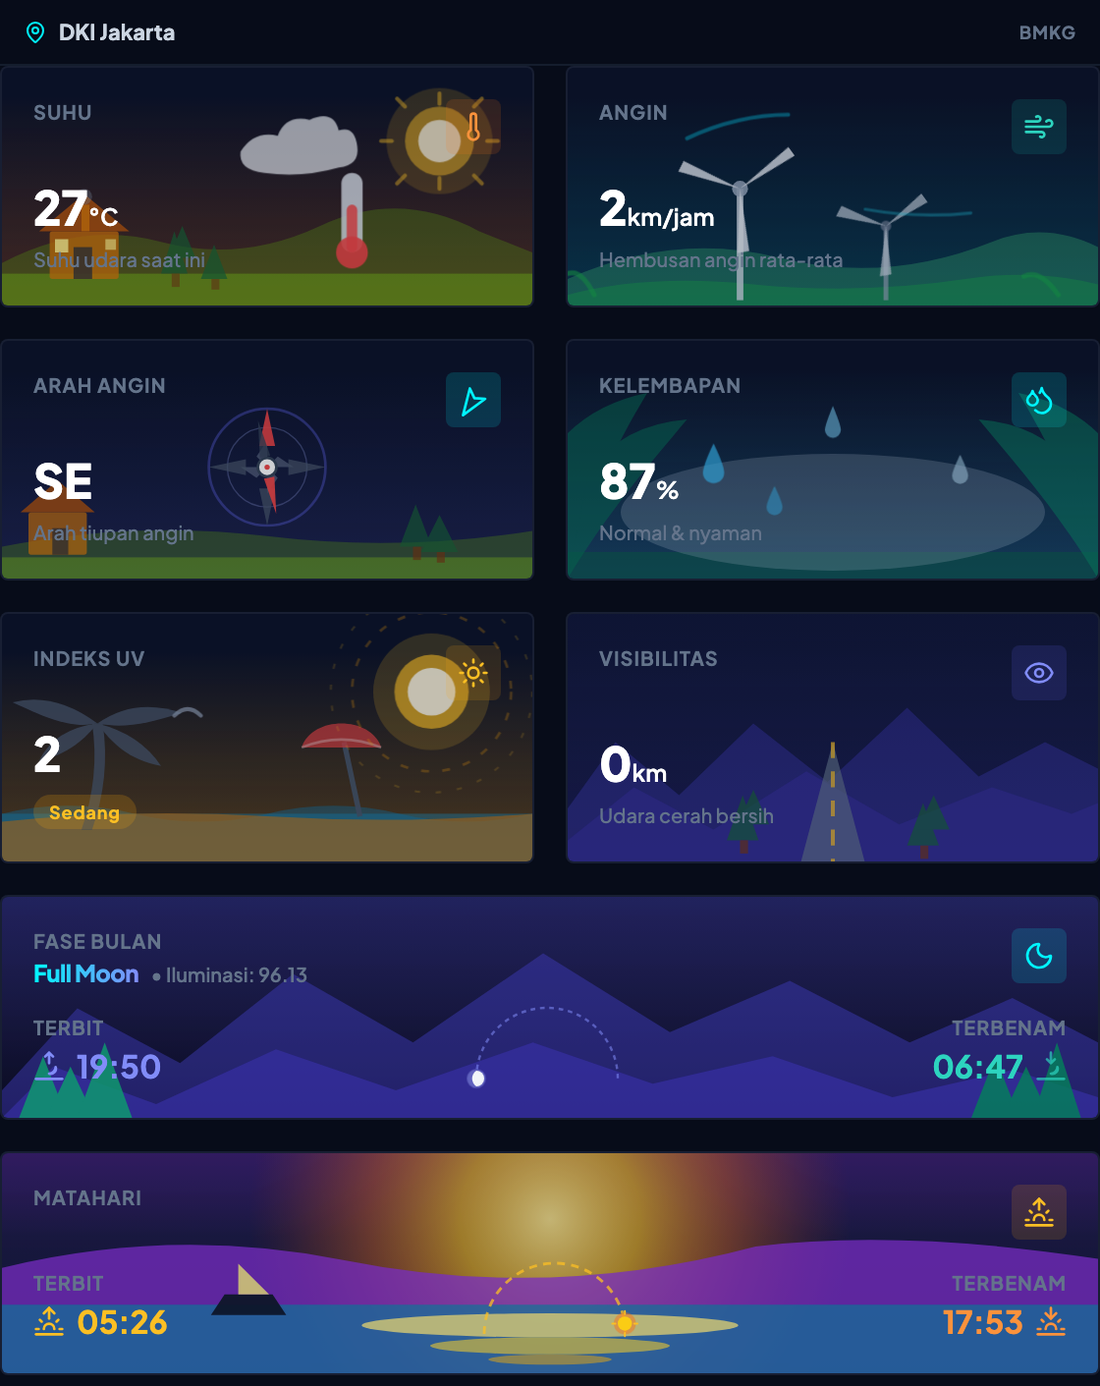 DKI Jakarta
BMKG
SUHU
27°C
Suhu udara saat ini
ANGIN
2km/jam
Hembusan angin rata-rata
ARAH ANGIN
SE
Arah tiupan angin
KELEMBAPAN
87%
Normal & nyaman
INDEKS UV
2
Sedang
VISIBILITAS
0km
Udara cerah bersih
FASE BULAN
Full Moon • Iluminasi: 96.13
TERBIT
19:50
TERBENAM
06:47
MATAHARI
TERBIT
05:26
TERBENAM
17:53